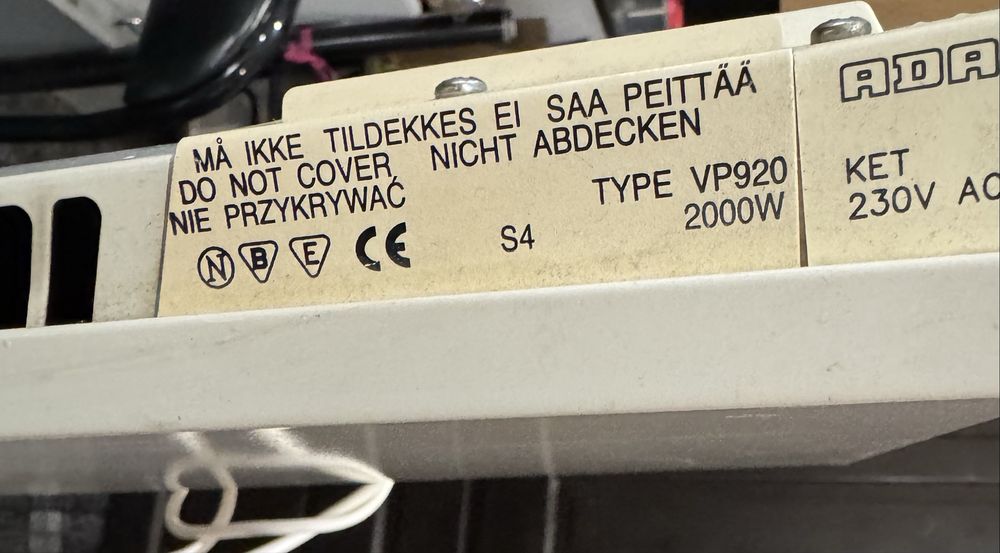 MÅ IKKE TILDEKKES EI SAA PEITTÄÄ
DO NOT COVER, NICHT ABDECKEN
NIE PRZYKRYWAĆ
TYPE VP920
2000W
N B E CE S4
ADA
KET
230V AC